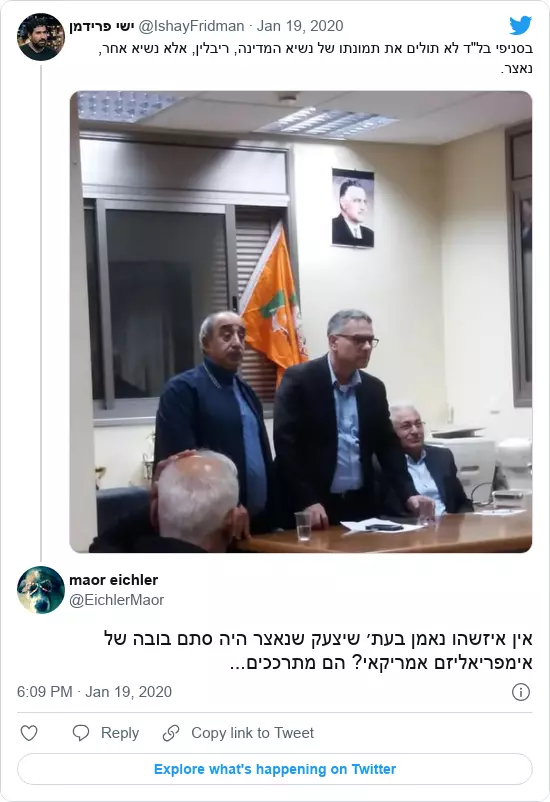 ישי פרידמן @IshayFridman · Jan 19, 2020
בסניפי בל"ד לא תולים את תמונתו של נשיא המדינה, ריבלין, אלא נשיא אחר,
נאצר.
maor eichler
@EichlerMaor
אין איזשהו נאמן בעת׳ שיצעק שנאצר היה סתם בובה של
אימפריאליזם אמריקאי? הם מתרככים...
6:09 PM · Jan 19, 2020
Reply
Copy link to Tweet
Explore what's happening on Twitter